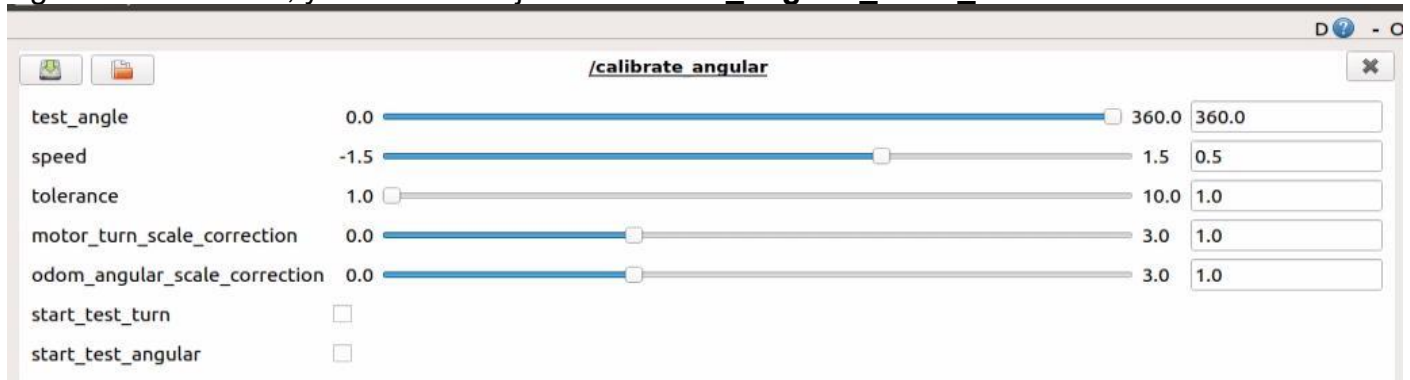 D - O
/calibrate_angular
test_angle 0.0 360.0 360.0
speed -1.5 1.5 0.5
tolerance 1.0 10.0 1.0
motor_turn_scale_correction 0.0 3.0 1.0
odom_angular_scale_correction 0.0 3.0 1.0
start_test_turn
start_test_angular